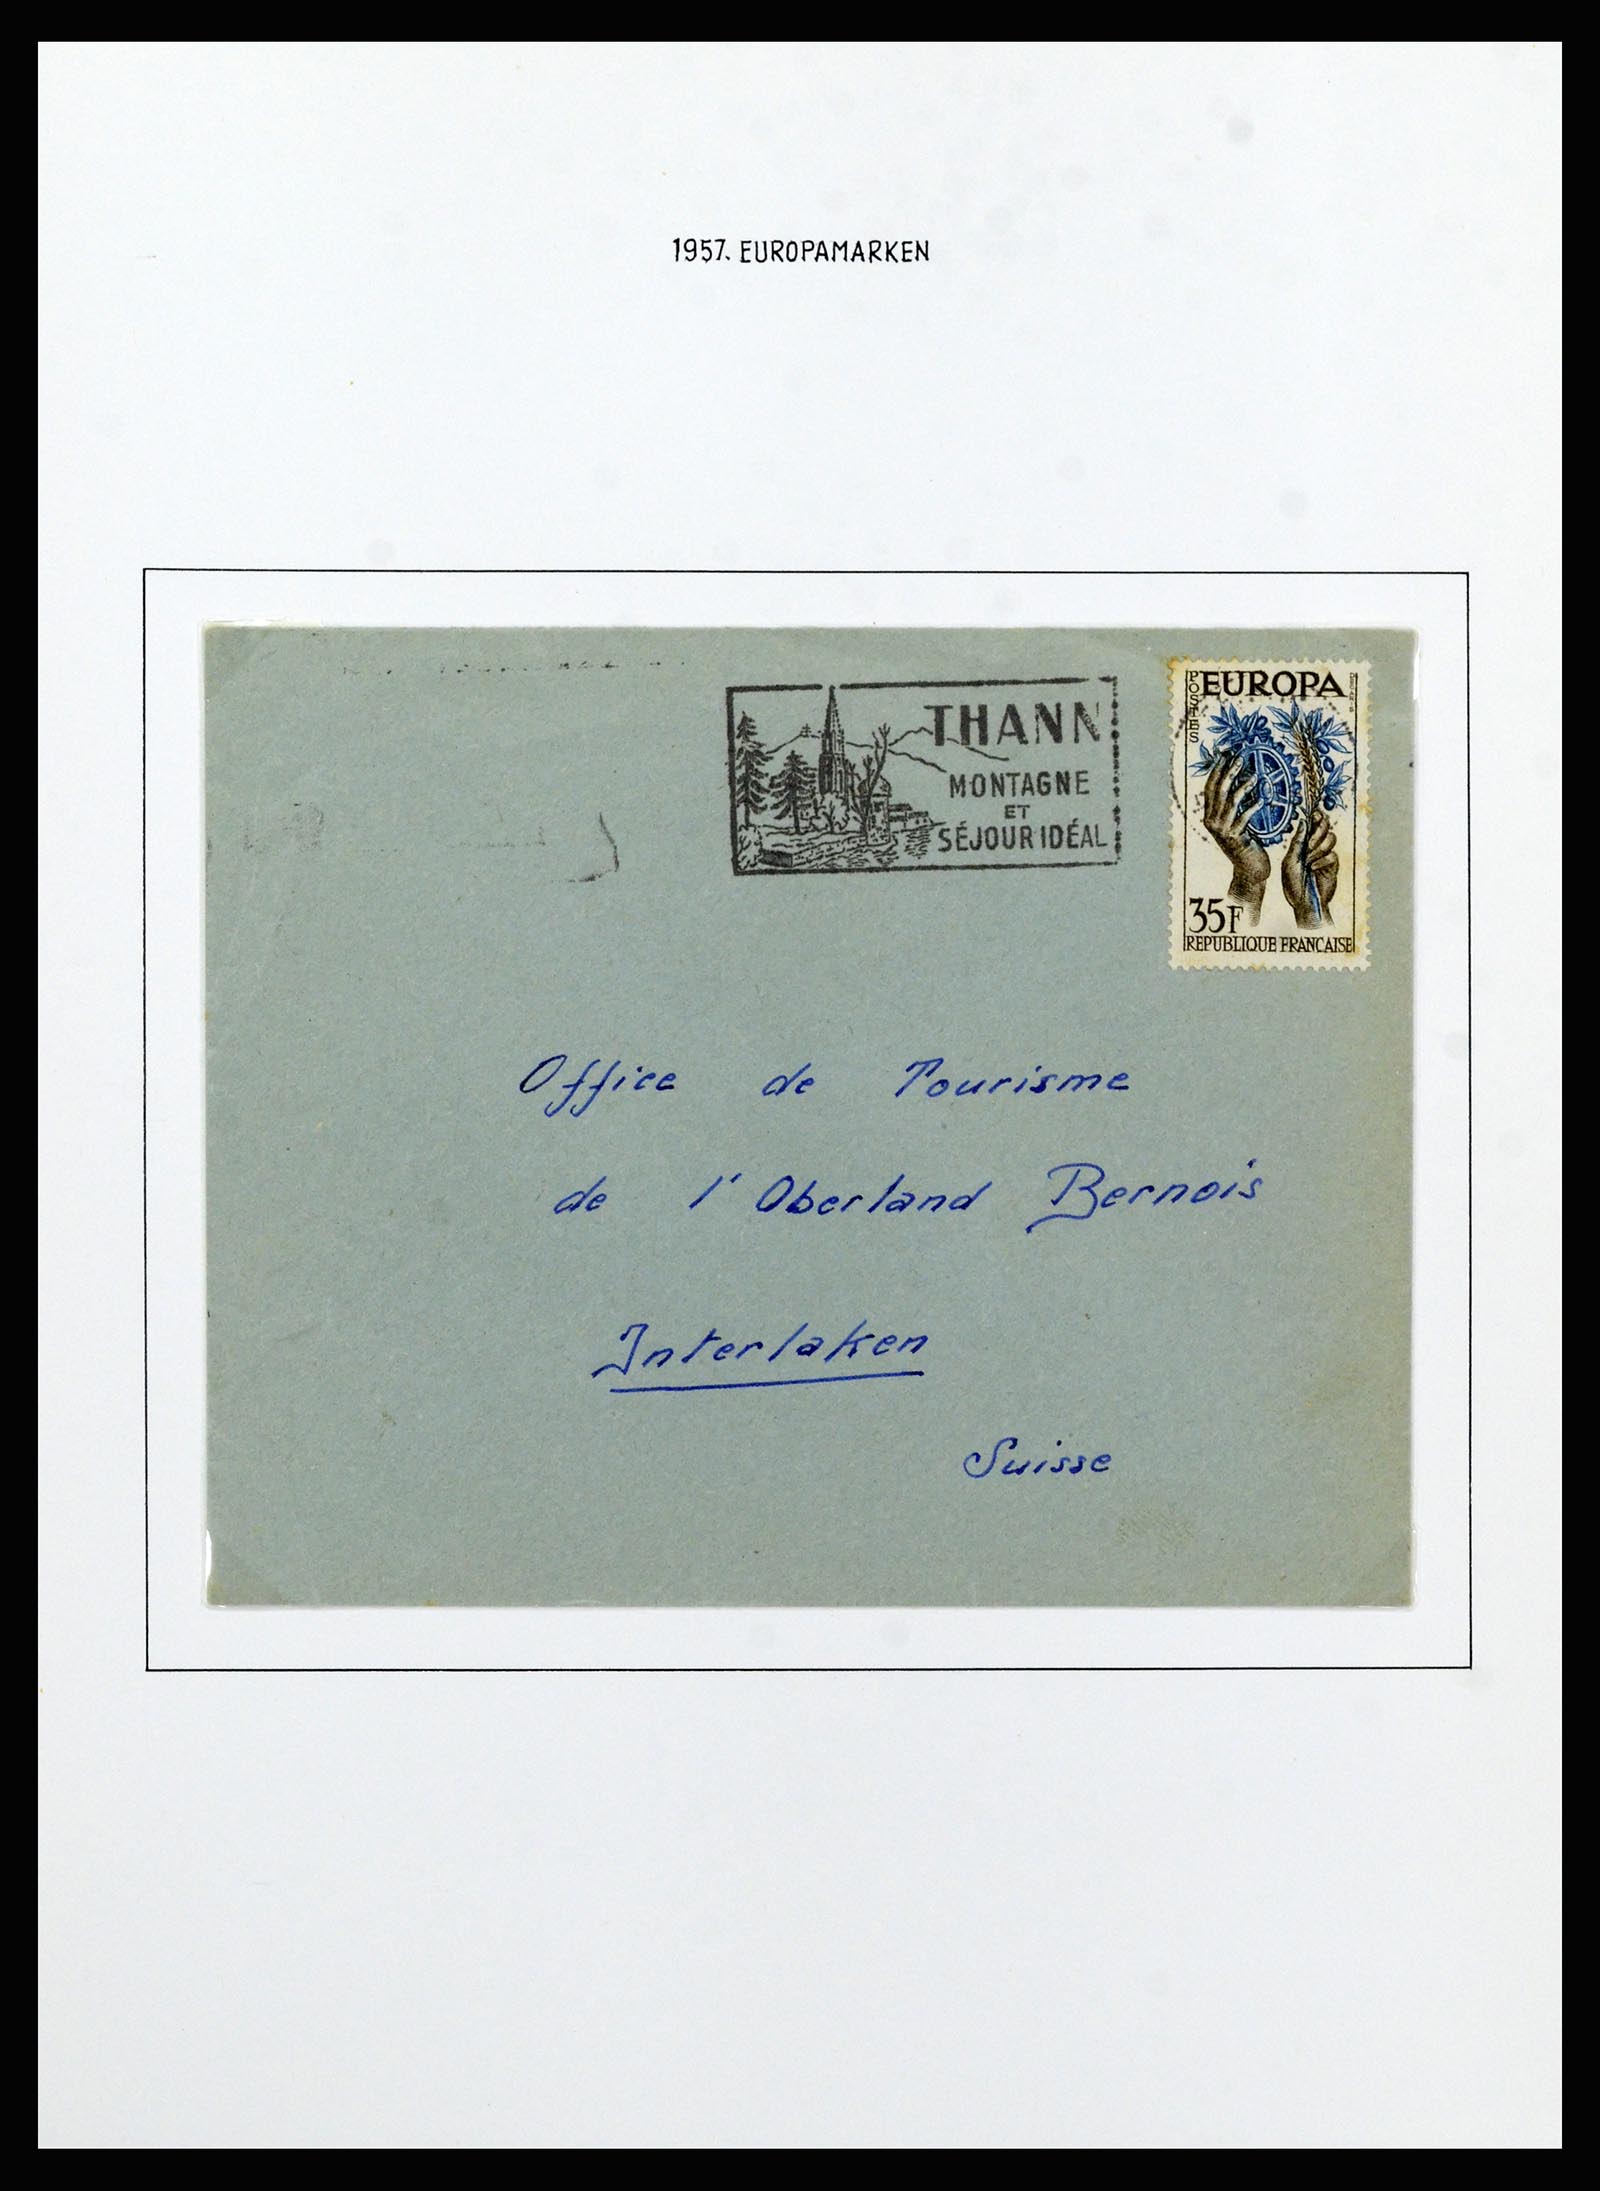 1957. EUROPAMARKEN
THANN
MONTAGNE
ET
SÉJOUR IDÉAL
POSTES
EUROPA
35F
REPUBLIQUE FRANCAISE
Office de Tourisme
de l'Oberland Bernois
Interlaken
Suisse